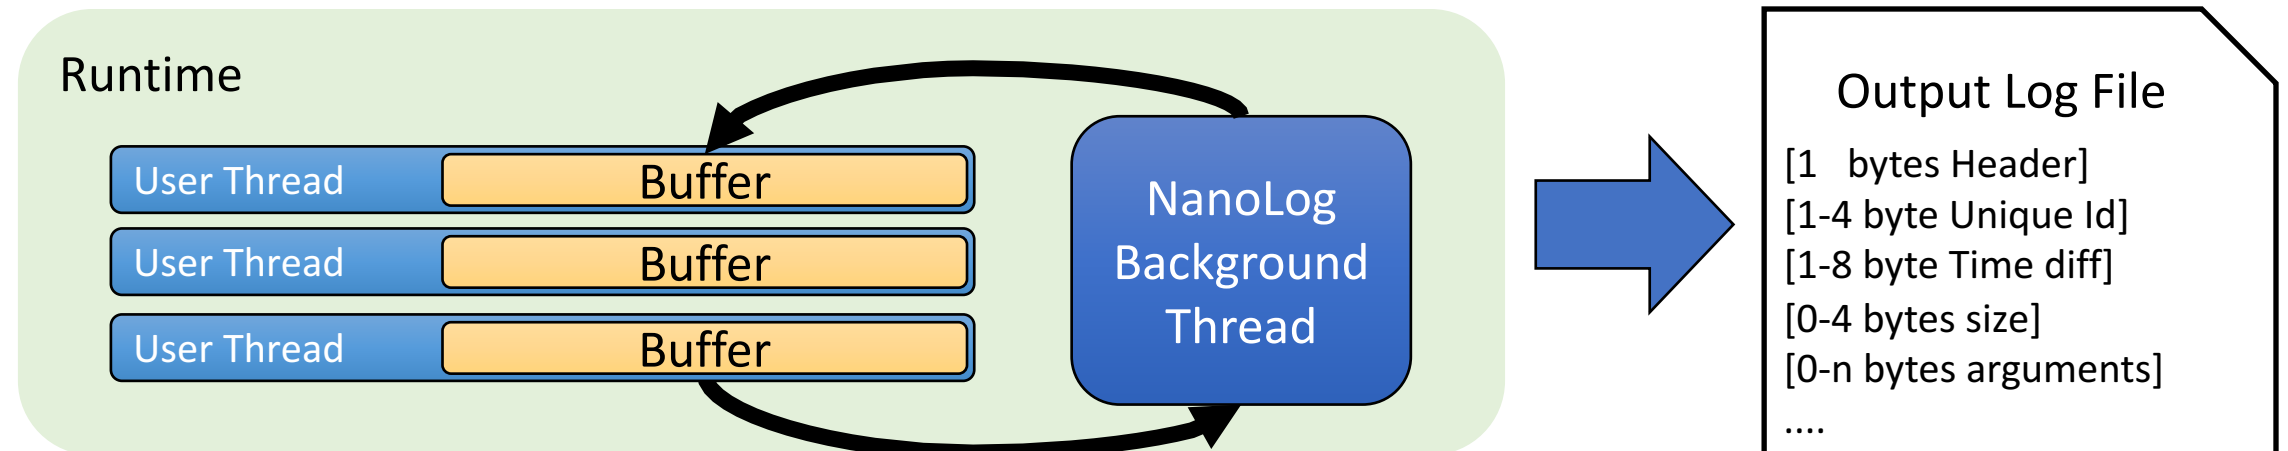 Runtime
User Thread Buffer
User Thread Buffer
User Thread Buffer
NanoLog
Background
Thread
Output Log File
[1 bytes Header]
[1-4 byte Unique Id]
[1-8 byte Time diff]
[0-4 bytes size]
[0-n bytes arguments]
....